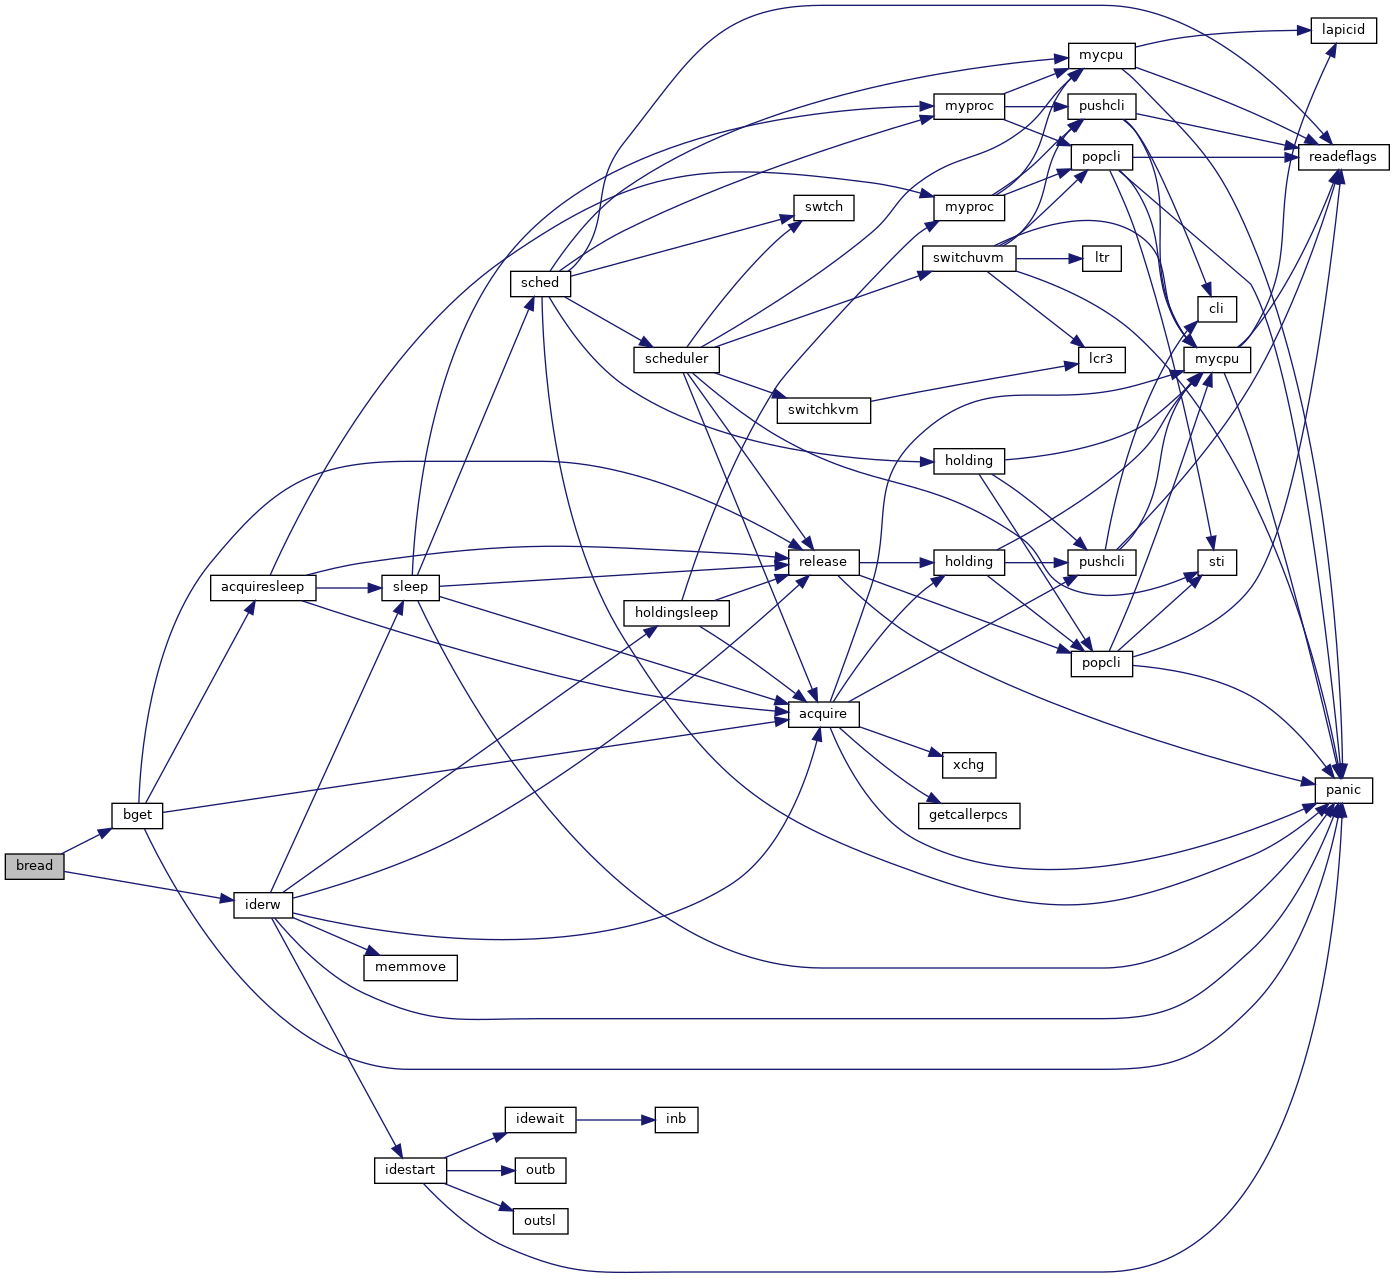 lapicid
mycpu
myproc
pushcli
popcli
readeflags
swtch
myproc
switchuvm
ltr
sched
cli
scheduler
lcr3
mycpu
switchkvm
holding
release
holding
pushcli
sti
acquiresleep
sleep
holdingsleep
popcli
acquire
xchg
panic
bget
getcallerpcs
bread
iderw
memmove
idewait
inb
idestart
outb
outsl